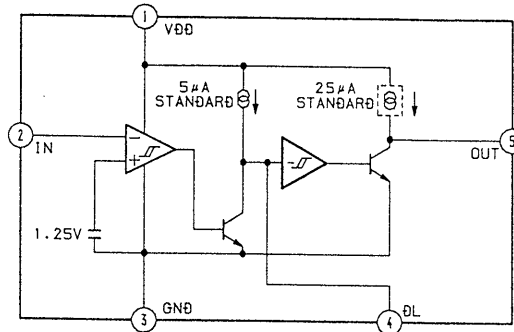 1
VDD
5μA
STANDARD
25μA
STANDARD
2
IN
−
+
−
5
OUT
1.25V
3
GND
4
DL